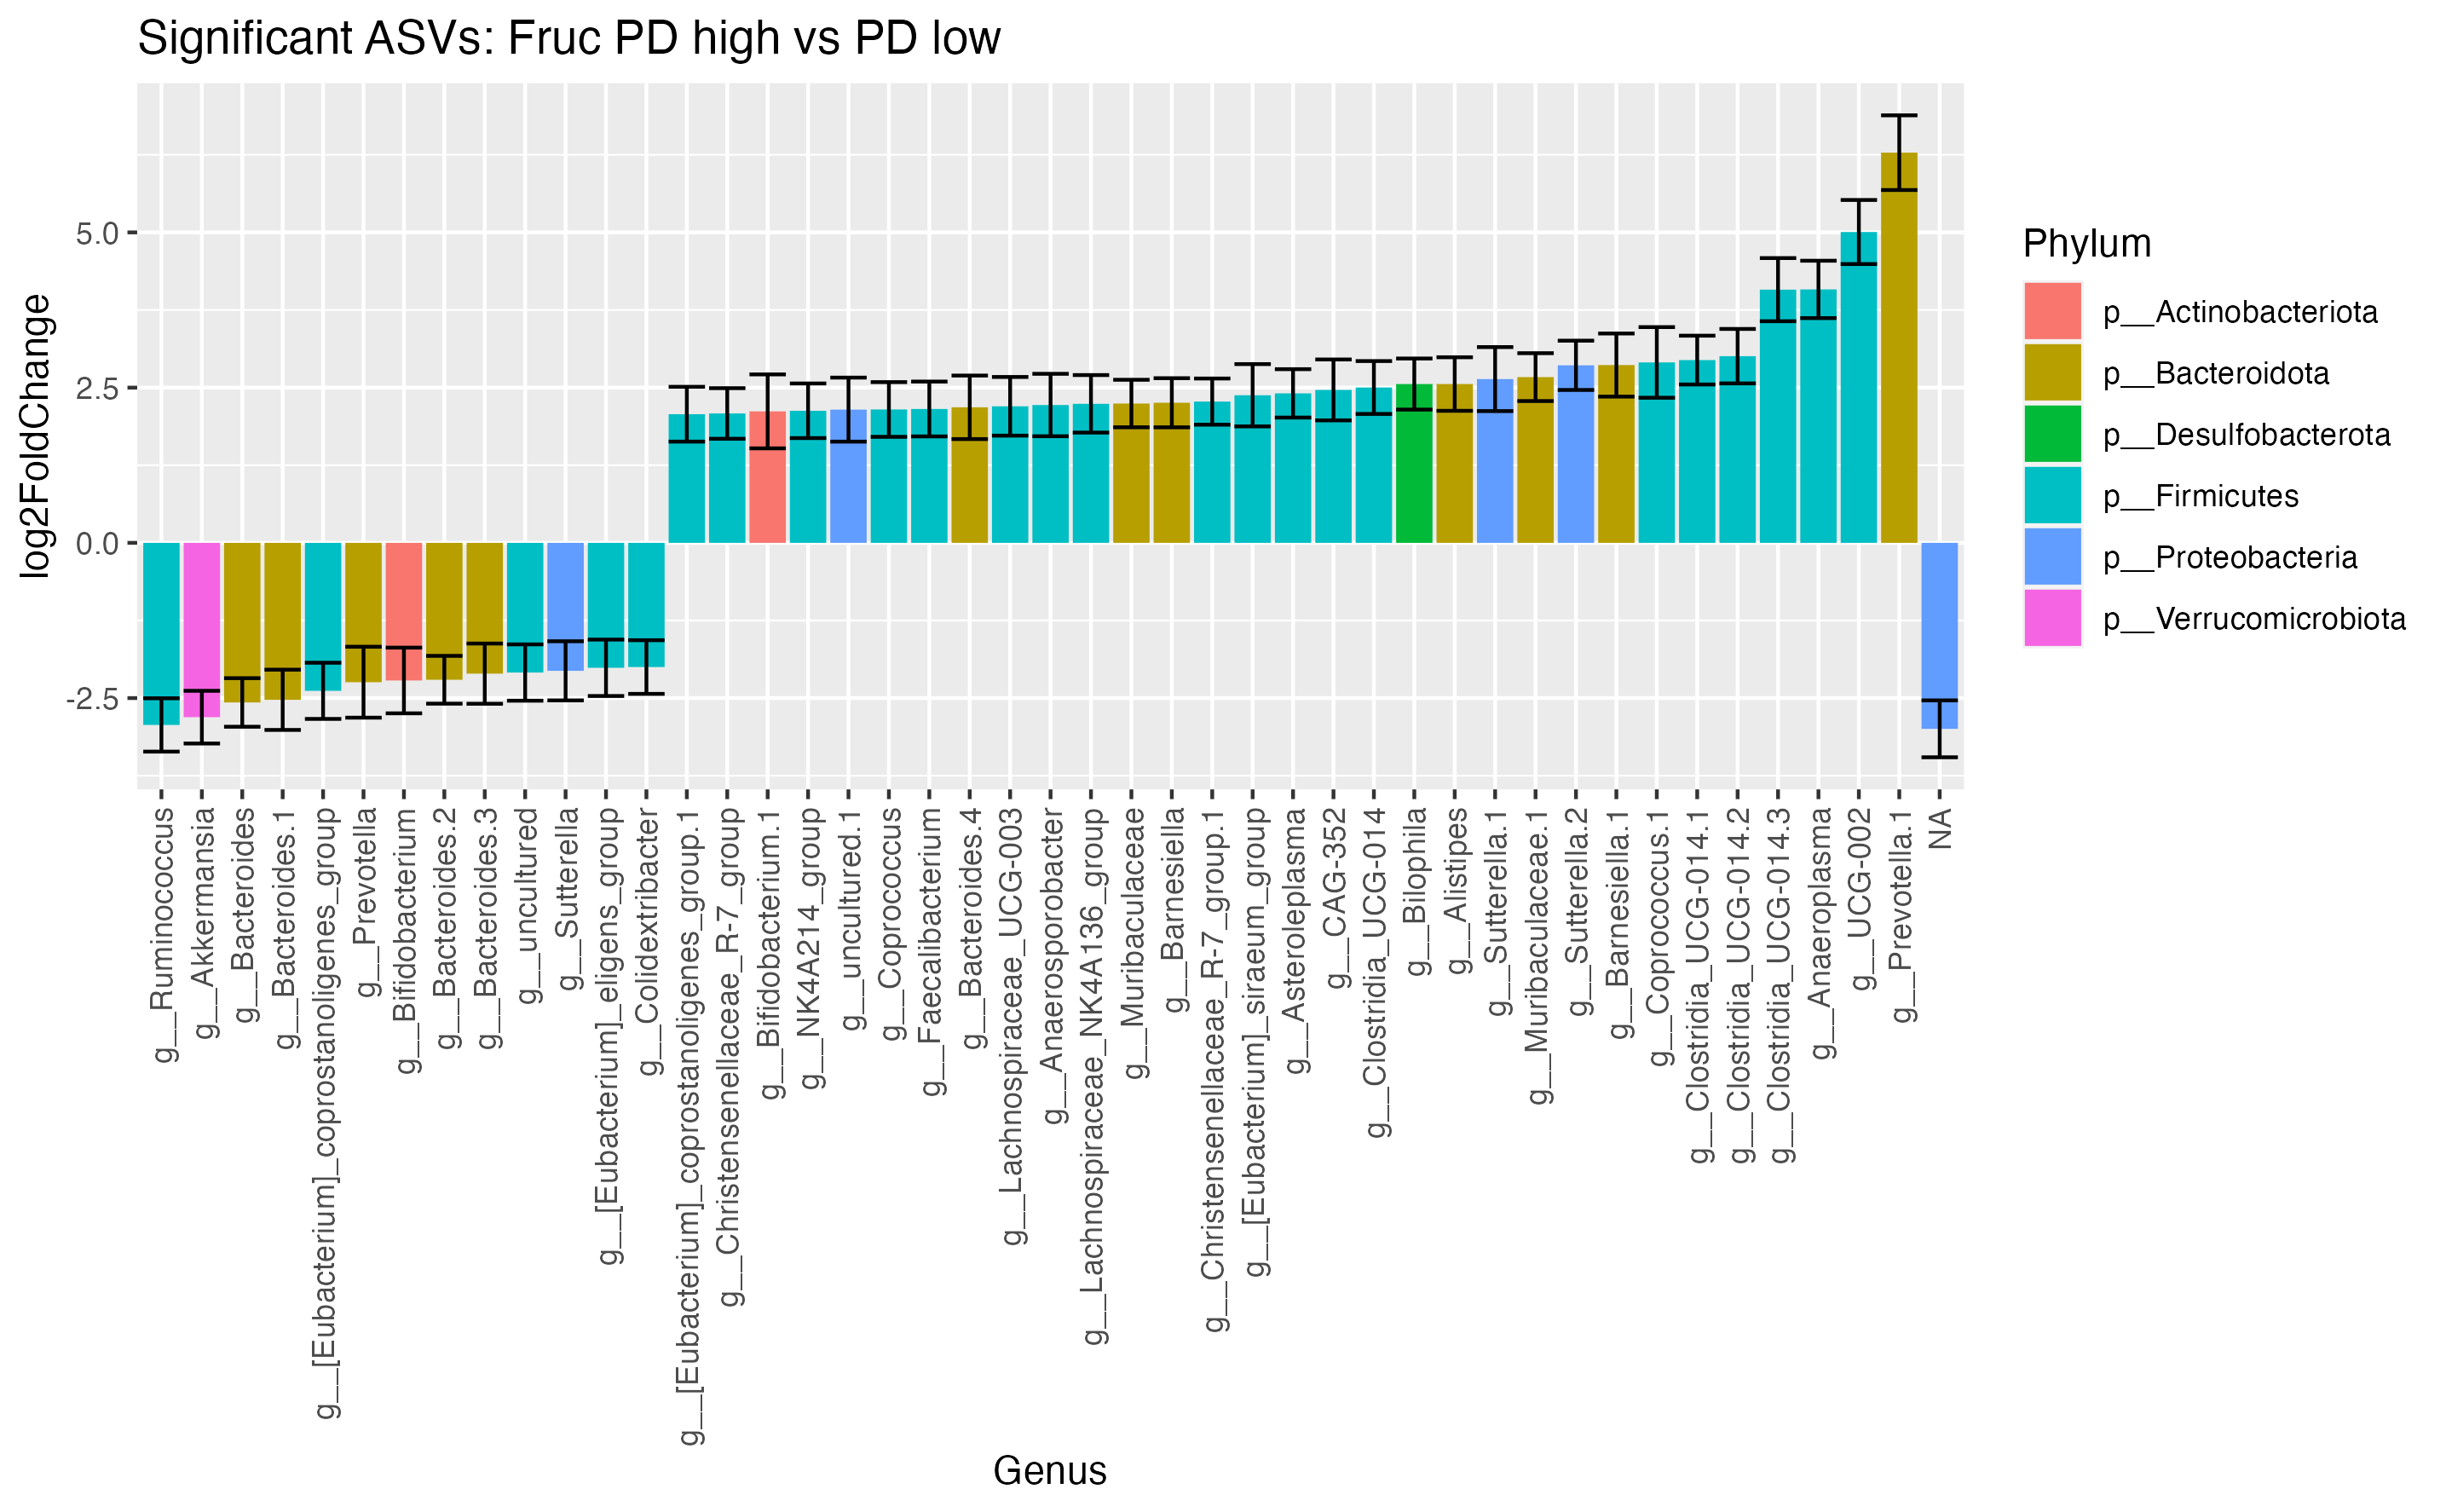 Significant ASVs: Fruc PD high vs PD low
log2FoldChange
5.0
2.5
0.0
-2.5
g__Ruminococcus
g__Akkermansia
g__Bacteroides
g__Bacteroides.1
g__[Eubacterium]_coprostanoligenes_group
g__Prevotella
g__Bifidobacterium
g__Bacteroides.2
g__Bacteroides.3
g__uncultured
g__Sutterella
g__[Eubacterium]_eligens_group
g__Colidextribacter
g__[Eubacterium]_coprostanoligenes_group.1
g__Christensenellaceae_R-7_group
g__Bifidobacterium.1
g__NK4A214_group
g__uncultured.1
g__Coprococcus
g__Faecalibacterium
g__Bacteroides.4
g__Lachnospiraceae_UCG-003
g__Anaerosporobacter
g__Lachnospiraceae_NK4A136_group
g__Muribaculaceae
g__Barnesiella
g__Christensenellaceae_R-7_group.1
g__[Eubacterium]_siraeum_group
g__Asteroleplasma
g__CAG-352
g__Clostridia_UCG-014
g__Bilophila
g__Alistipes
g__Sutterella.1
g__Muribaculaceae.1
g__Sutterella.2
g__Barnesiella.1
g__Coprococcus.1
g__Clostridia_UCG-014.1
g__Clostridia_UCG-014.2
g__Clostridia_UCG-014.3
g__Anaeroplasma
g__UCG-002
g__Prevotella.1
NA
Genus
Phylum
p__Actinobacteriota
p__Bacteroidota
p__Desulfobacterota
p__Firmicutes
p__Proteobacteria
p__Verrucomicrobiota